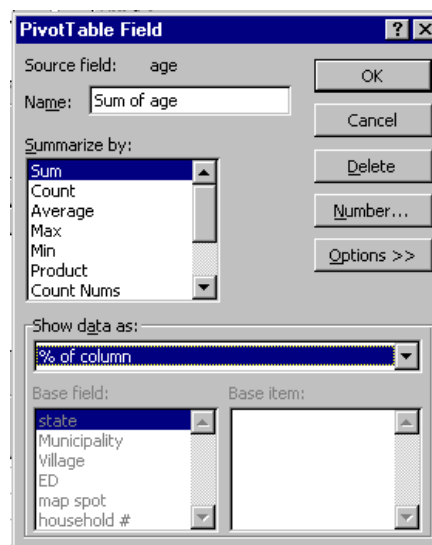 PivotTable Field
Source field: age
OK
Name: Sum of age
Cancel
Summarize by:
Sum
Count
Average
Max
Min
Product
Count Nums
Delete
Number...
Options >>
Show data as:
% of column
Base field: Base item:
state
Municipality
Village
ED
map spot
household #